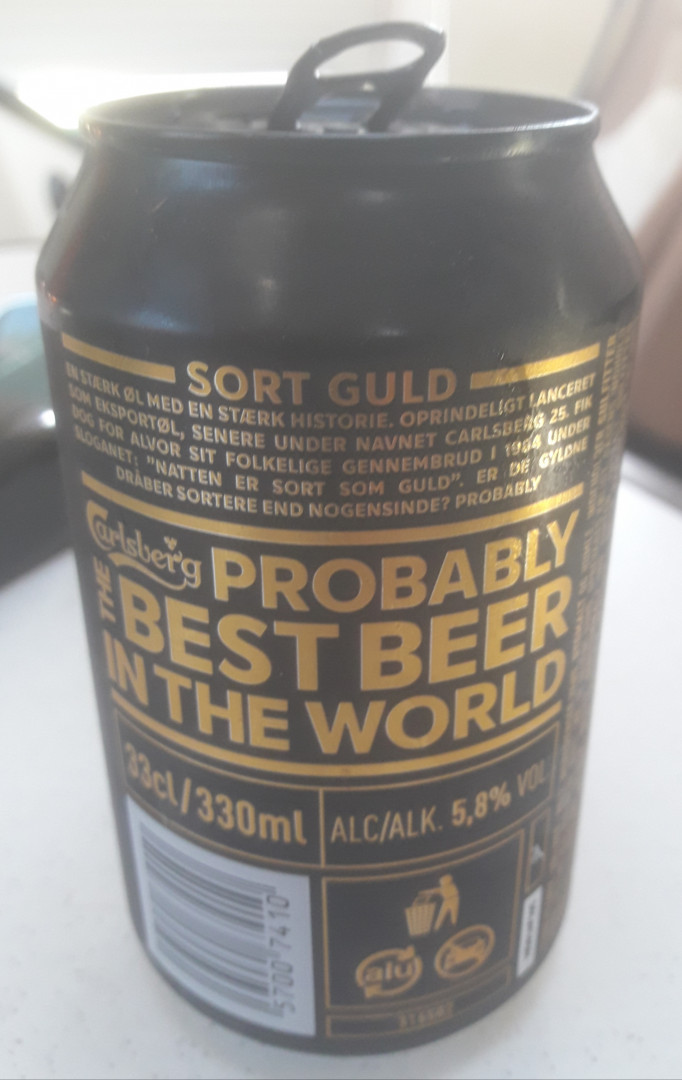 SORT GULD
EN STÆRK ØL MED EN STÆRK HISTORIE. OPRINDELIGT LANCERET
SOM EKSPORTØL, SENERE UNDER NAVNET CARLSBERG 25. FIK
DOG FOR ALVOR SIT FOLKELIGE GENNEMBRUD I 1984 UNDER
SLOGANET: "NATTEN ER SORT SOM GULD". ER DE GYLDNE
DRÅBER SORTERE END NOGENSINDE? PROBABLY
Carlsberg PROBABLY
THE BEST BEER
IN THE WORLD
33cl/330ml
ALC/ALK. 5,8% VOL
5700 7410
alu